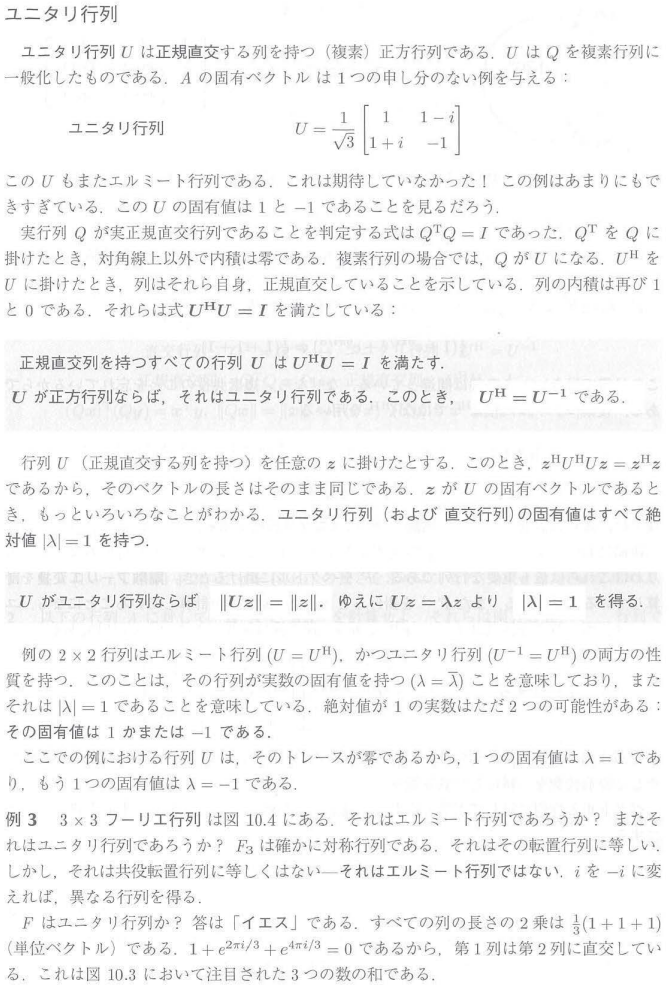 ユニタリ行列
ユニタリ行列 U は正規直交する列を持つ（複素）正方行列である．U は Q を複素行列に
一般化したものである．A の固有ベクトル は 1 つの申し分のない例を与える：
ユニタリ行列 U = 1/√3 [1 1−i; 1+i −1]
この U もまたエルミート行列である．これは期待していなかった！ この例はあまりにもで
きすぎている．この U の固有値は 1 と −1 であることを見るだろう．
実行列 Q が実正規直交行列であることを判定する式は QᵀQ = I であった．Qᵀ を Q に
掛けたとき，対角線上以外で内積は零である．複素行列の場合では，Q が U になる．Uᴴ を
U に掛けたとき，列はそれら自身，正規直交していることを示している．列の内積は再び 1
と 0 である．それらは式 UᴴU = I を満たしている：
正規直交列を持つすべての行列 U は UᴴU = I を満たす.
U が正方行列ならば，それはユニタリ行列である．このとき， Uᴴ = U⁻¹ である．
行列 U （正規直交する列を持つ）を任意の z に掛けたとする．このとき，zᴴUᴴUz = zᴴz
であるから，そのベクトルの長さはそのまま同じである．z が U の固有ベクトルであると
き，もっといろいろなことがわかる．ユニタリ行列（および 直交行列)の固有値はすべて絶
対値 |λ| = 1 を持つ.
U がユニタリ行列ならば ‖Uz‖ = ‖z‖. ゆえに Uz = λz より |λ| = 1 を得る.
例の 2 × 2 行列はエルミート行列 (U = Uᴴ)，かつユニタリ行列 (U⁻¹ = Uᴴ) の両方の性
質を持つ．このことは，その行列が実数の固有値を持つ (λ = λ̄) ことを意味しており，また
それは |λ| = 1 であることを意味している．絶対値が 1 の実数はただ 2 つの可能性がある：
その固有値は 1 かまたは −1 である．
ここでの例における行列 U は，そのトレースが零であるから，1 つの固有値は λ = 1 であ
り，もう 1 つの固有値は λ = −1 である．
例 3 3 × 3 フーリエ行列 は図 10.4 にある．それはエルミート行列であろうか？ またそ
れはユニタリ行列であろうか？ F₃ は確かに対称行列である．それはその転置行列に等しい.
しかし，それは共役転置行列に等しくはない—それはエルミート行列ではない．i を −i に変
えれば，異なる行列を得る．
F はユニタリ行列か？ 答は「イエス」である．すべての列の長さの 2 乗は 1/3(1 + 1 + 1)
（単位ベクトル）である．1 + e^{2πi/3} + e^{4πi/3} = 0 であるから，第 1 列は第 2 列に直交してい
る．これは図 10.3 において注目された 3 つの数の和である．